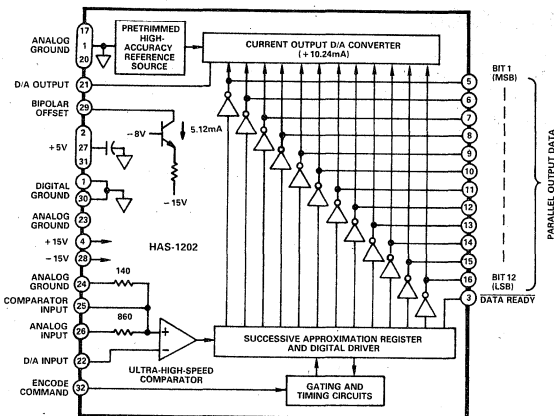 17
ANALOG
GROUND
1
20
PRETRIMMED
HIGH-
ACCURACY
REFERENCE
SOURCE
CURRENT OUTPUT D/A CONVERTER
(+10.24mA)
D/A OUTPUT 21
BIPOLAR
OFFSET 29
-8V
5.12mA
-15V
+5V
2
27
31
DIGITAL
GROUND
1
30
ANALOG
GROUND 23
+15V 4
-15V 28
HAS-1202
ANALOG
GROUND 24
140
COMPARATOR
INPUT 25
ANALOG
INPUT 26
860
+
−
D/A INPUT 22
ULTRA-HIGH-SPEED
COMPARATOR
ENCODE
COMMAND 32
SUCCESSIVE APPROXIMATION REGISTER
AND DIGITAL DRIVER
GATING AND
TIMING CIRCUITS
5 BIT 1
(MSB)
6
7
8
9
10
11
12
13
14
15
16 BIT 12
(LSB)
3 DATA READY
PARALLEL OUTPUT DATA